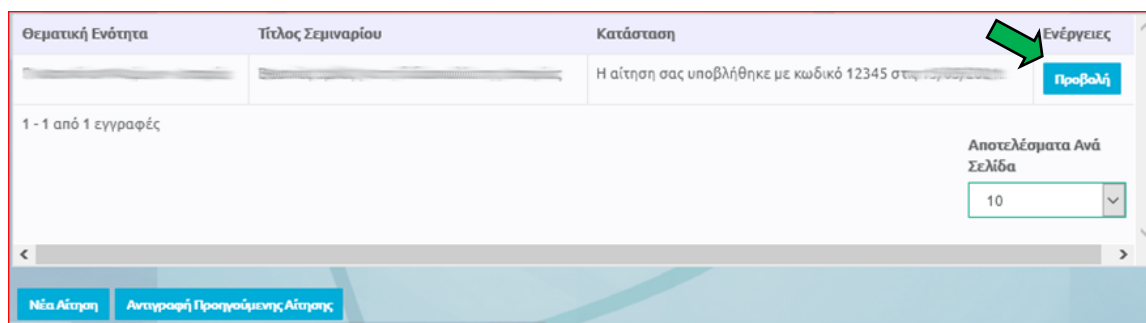 Θεματική Ενότητα Τίτλος Σεμιναρίου Κατάσταση Ενέργειες
Η αίτηση σας υποβλήθηκε με κωδικό 12345 στις Προβολή
1 - 1 από 1 εγγραφές
Αποτελέσματα Ανά
Σελίδα
10
Νέα Αίτηση Αντιγραφή Προηγούμενης Αίτησης